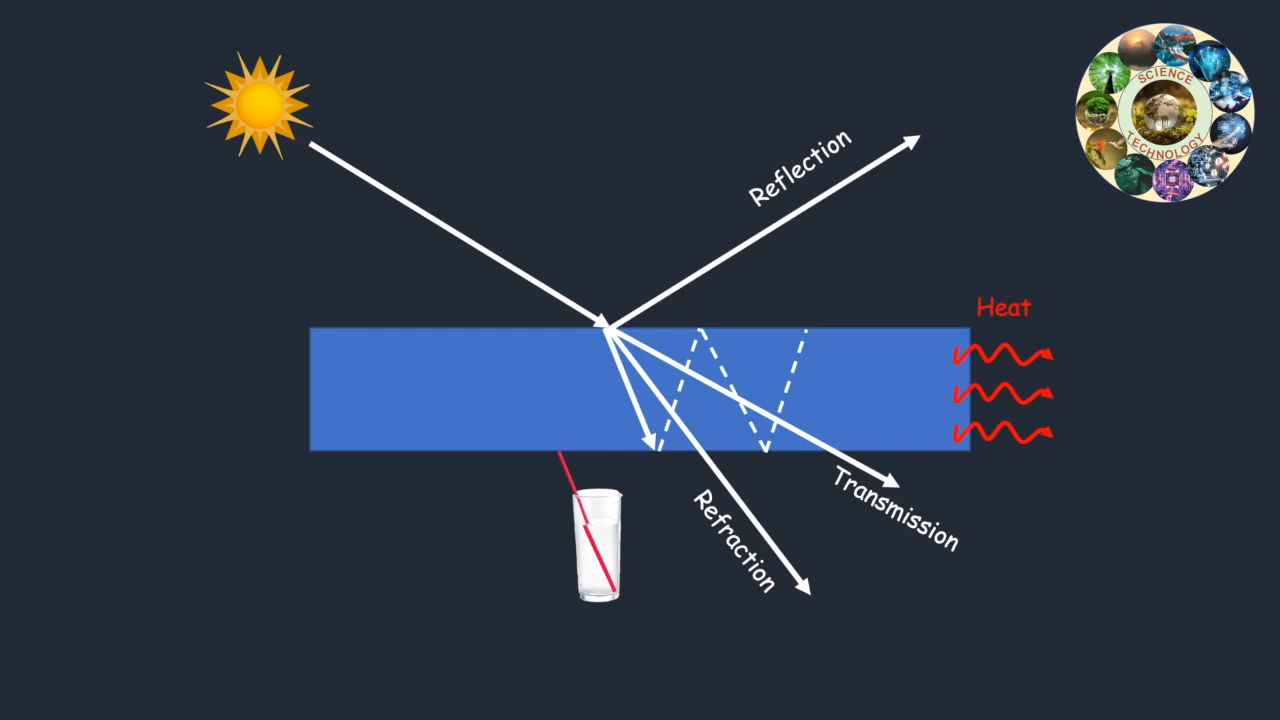 SCIENCE
TECHNOLOGY
Reflection
Heat
Transmission
Refraction